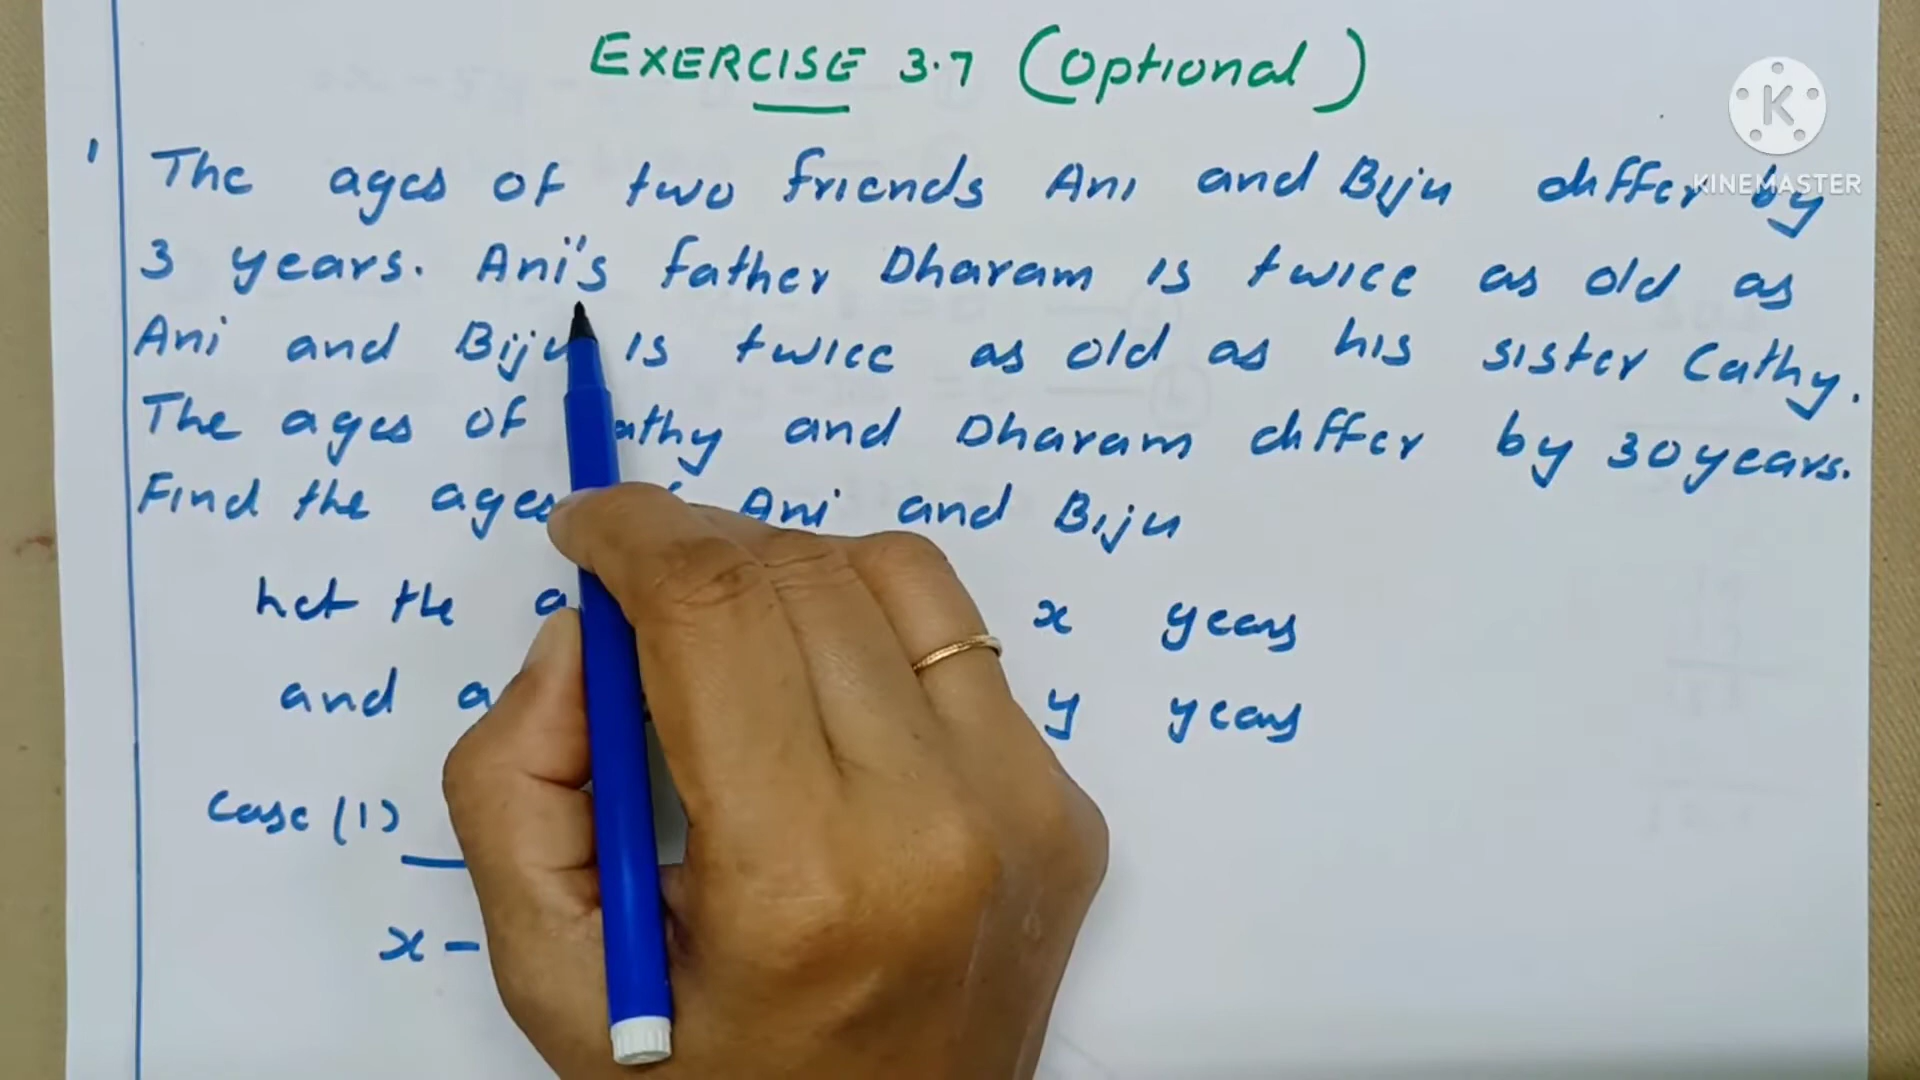 EXERCISE 3.7 (Optional)
1 The ages of two friends Ani and Biju differ by
3 years. Ani's father Dharam is twice as old as
Ani and Biju is twice as old as his sister Cathy.
The ages of athy and Dharam differ by 30 years.
Find the ages Ani and Biju
Let the a x years
and a y years
Case (1)
x -
K
KINEMASTER